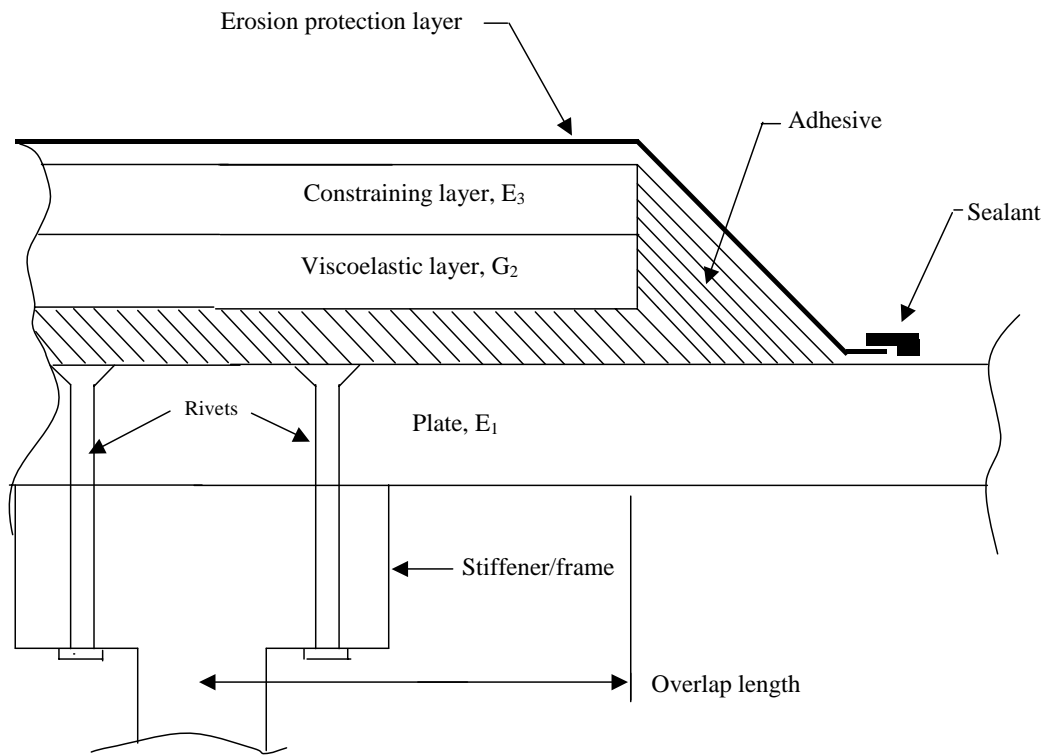 Erosion protection layer
Adhesive
Constraining layer, E₃
Sealant
Viscoelastic layer, G₂
Rivets
Plate, E₁
Stiffener/frame
Overlap length